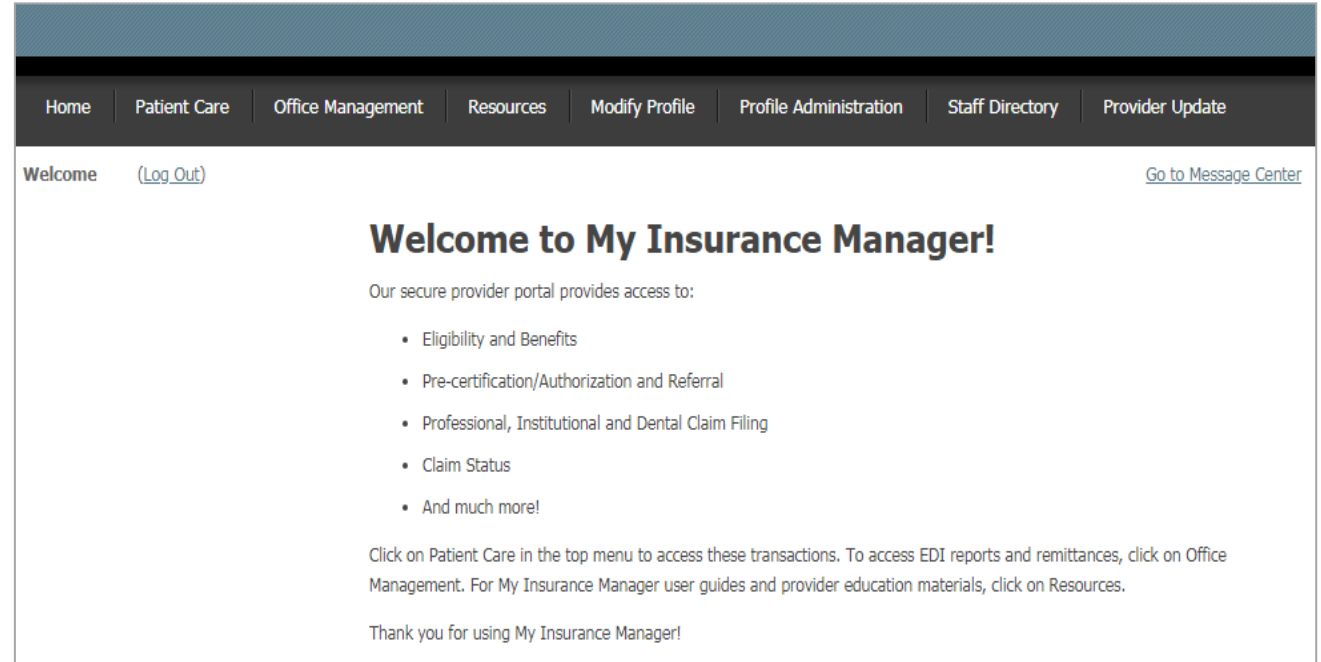 Home Patient Care Office Management Resources Modify Profile Profile Administration Staff Directory Provider Update
Welcome (Log Out) Go to Message Center
Welcome to My Insurance Manager!
Our secure provider portal provides access to:
• Eligibility and Benefits
• Pre-certification/Authorization and Referral
• Professional, Institutional and Dental Claim Filing
• Claim Status
• And much more!
Click on Patient Care in the top menu to access these transactions. To access EDI reports and remittances, click on Office
Management. For My Insurance Manager user guides and provider education materials, click on Resources.
Thank you for using My Insurance Manager!